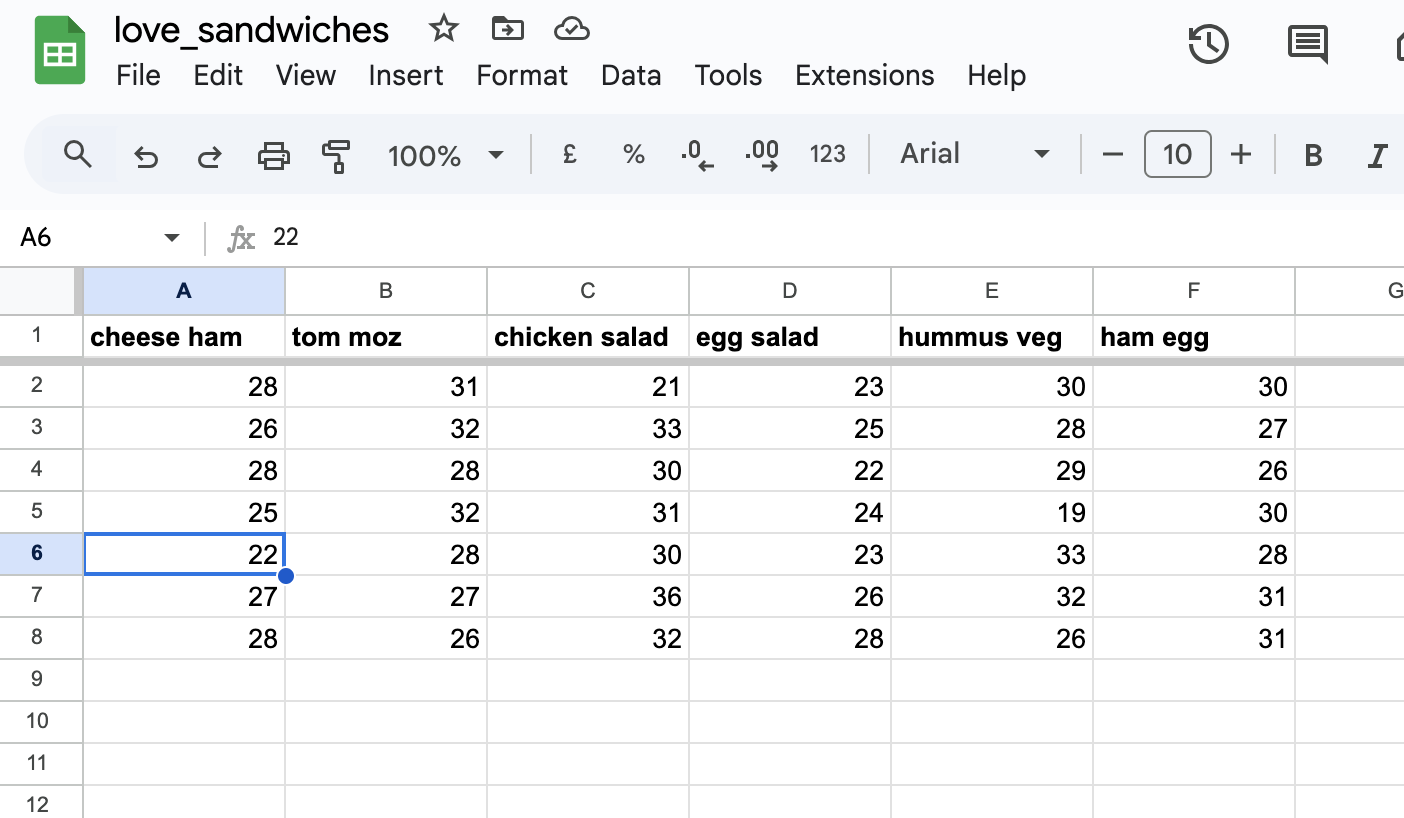 love_sandwiches
File Edit View Insert Format Data Tools Extensions Help
100% £ % .0 .00 123 Arial 10 B I
A6 fx 22
A B C D E F G
1 cheese ham tom moz chicken salad egg salad hummus veg ham egg
2 28 31 21 23 30 30
3 26 32 33 25 28 27
4 28 28 30 22 29 26
5 25 32 31 24 19 30
6 22 28 30 23 33 28
7 27 27 36 26 32 31
8 28 26 32 28 26 31
9
10
11
12